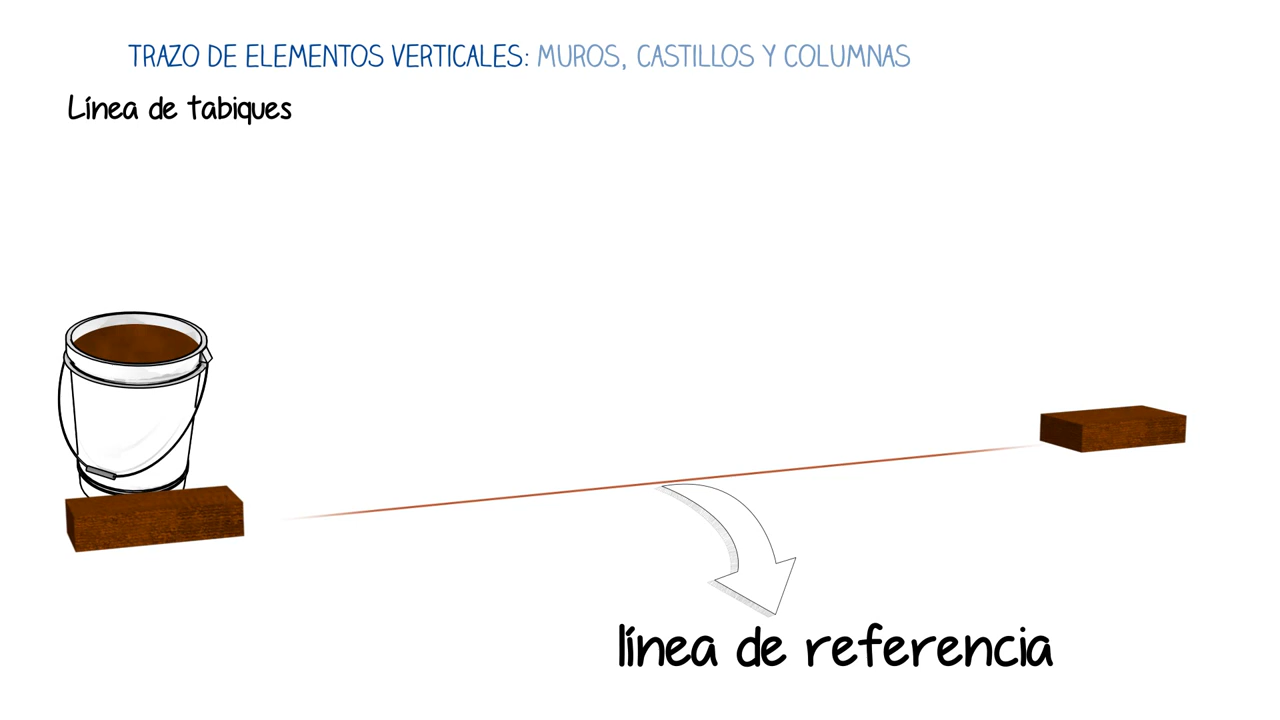 TRAZO DE ELEMENTOS VERTICALES: MUROS, CASTILLOS Y COLUMNAS
Línea de tabiques
línea de referencia